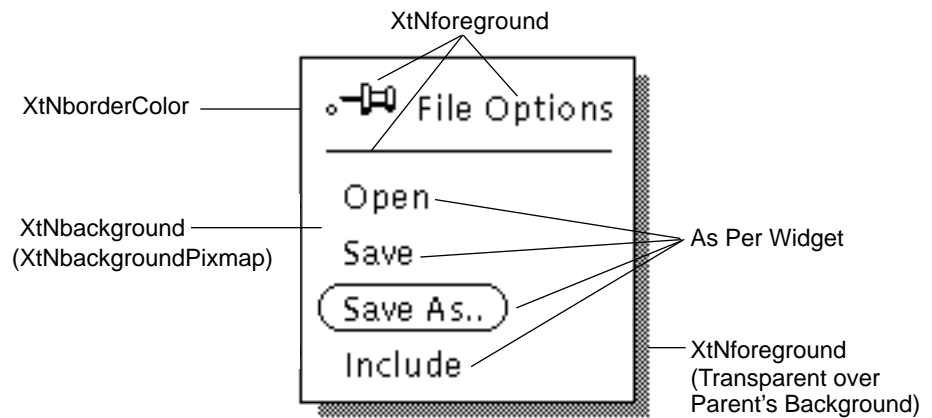 XtNforeground
XtNborderColor
File Options
Open
XtNbackground
(XtNbackgroundPixmap)
Save
As Per Widget
Save As..
Include
XtNforeground
(Transparent over
Parent's Background)